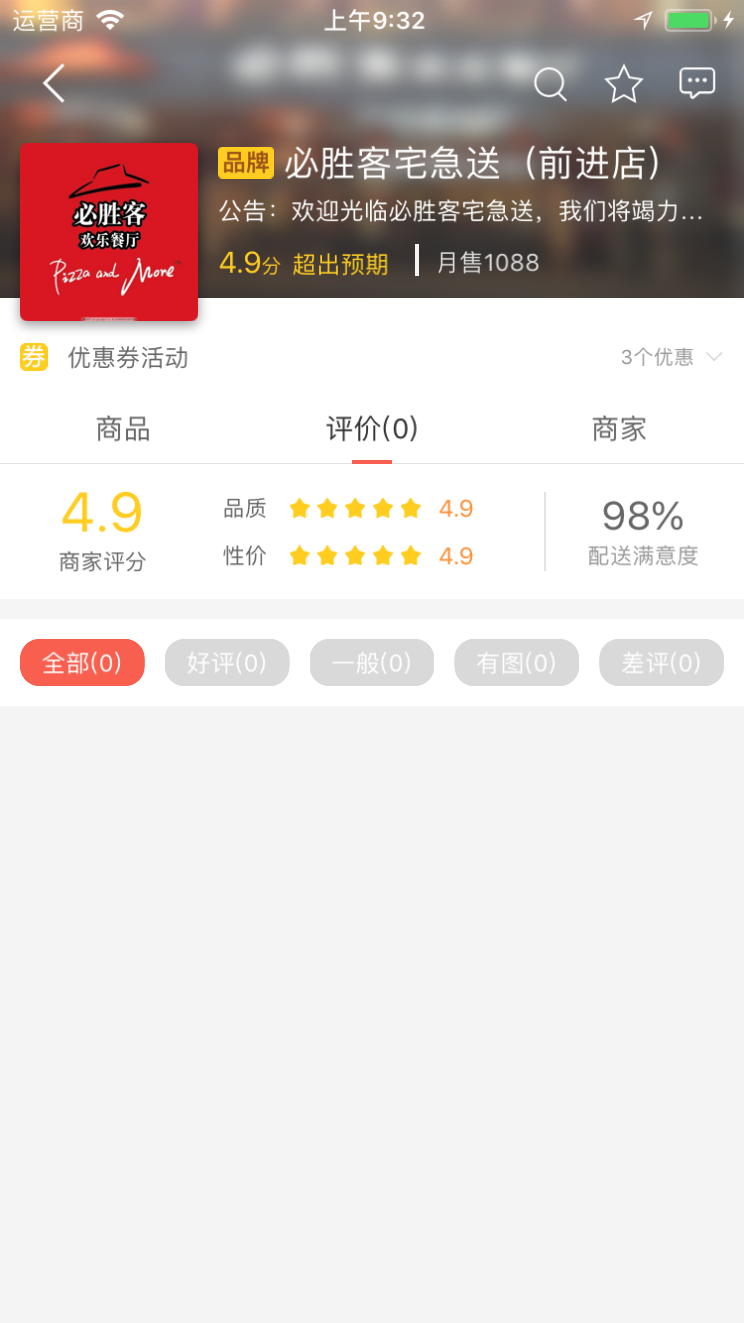 运营商 上午9:32
必胜客
欢乐餐厅
Pizza and More
品牌 必胜客宅急送（前进店）
公告：欢迎光临必胜客宅急送，我们将竭力...
4.9分 超出预期 月售1088
券 优惠券活动 3个优惠
商品 评价(0) 商家
4.9 商家评分
品质 4.9
性价 4.9
98%
配送满意度
全部(0) 好评(0) 一般(0) 有图(0) 差评(0)